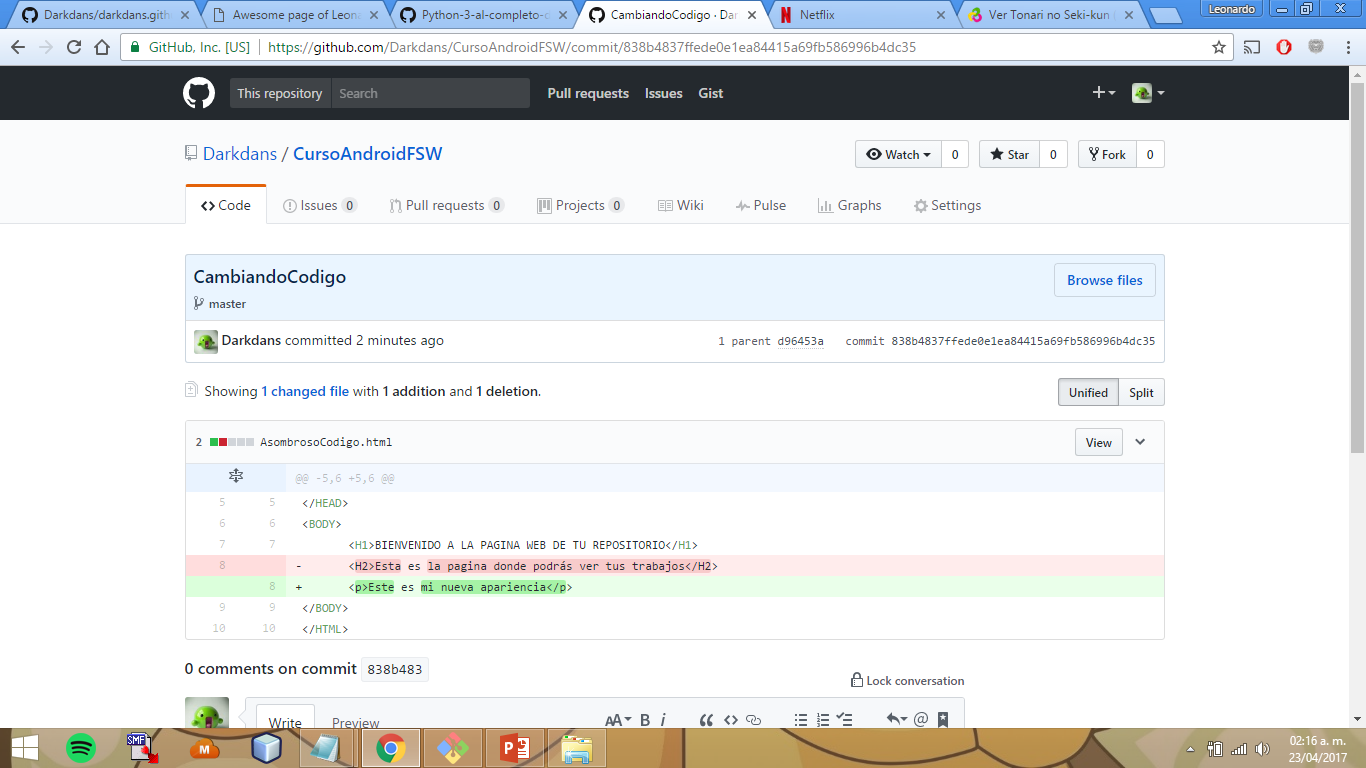 Darkdans/darkdans.gith
Awesome page of Leona
Python-3-al-completo-d
CambiandoCodigo · Dar
Netflix
Ver Tonari no Seki-kun
Leonardo
GitHub, Inc. [US]
https://github.com/Darkdans/CursoAndroidFSW/commit/838b4837ffede0e1ea84415a69fb586996b4dc35
This repository
Search
Pull requests
Issues
Gist
Darkdans / CursoAndroidFSW
Watch 0
Star 0
Fork 0
Code
Issues 0
Pull requests 0
Projects 0
Wiki
Pulse
Graphs
Settings
CambiandoCodigo
Browse files
master
Darkdans committed 2 minutes ago
1 parent d96453a
commit 838b4837ffede0e1ea84415a69fb586996b4dc35
Showing 1 changed file with 1 addition and 1 deletion.
Unified
Split
2 AsombrosoCodigo.html
View
@@ -5,6 +5,6 @@
5 5 </HEAD>
6 6 <BODY>
7 7 <H1>BIENVENIDO A LA PAGINA WEB DE TU REPOSITORIO</H1>
8 - <H2>Esta es la pagina donde podrás ver tus trabajos</H2>
8 + <p>Este es mi nueva apariencia</p>
9 9 </BODY>
10 10 </HTML>
0 comments on commit 838b483
Lock conversation
Write
Preview
AA
B
i
SMF
02:16 a. m.
23/04/2017